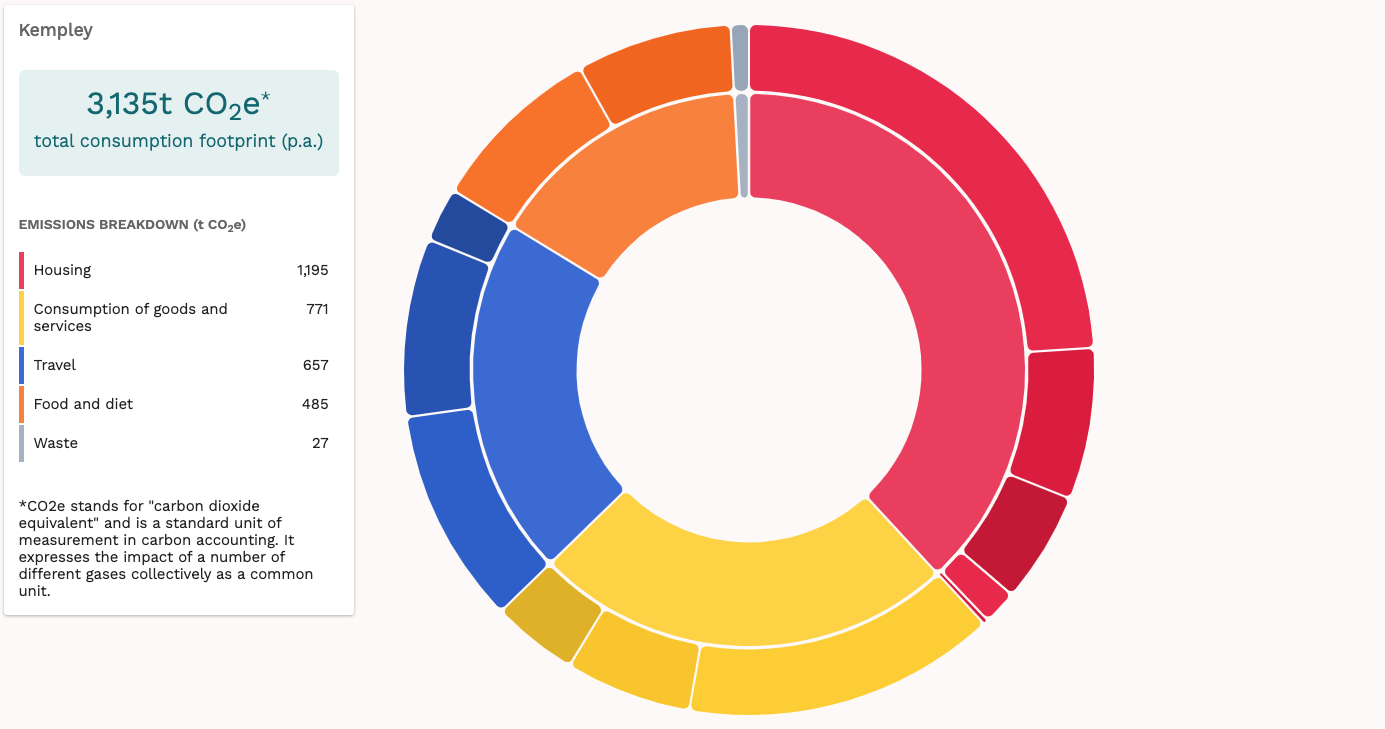 Kempley
3,135t CO₂e*
total consumption footprint (p.a.)
EMISSIONS BREAKDOWN (t CO₂e)
Housing 1,195
Consumption of goods and 771
services
Travel 657
Food and diet 485
Waste 27
*CO2e stands for "carbon dioxide
equivalent" and is a standard unit of
measurement in carbon accounting. It
expresses the impact of a number of
different gases collectively as a common
unit.